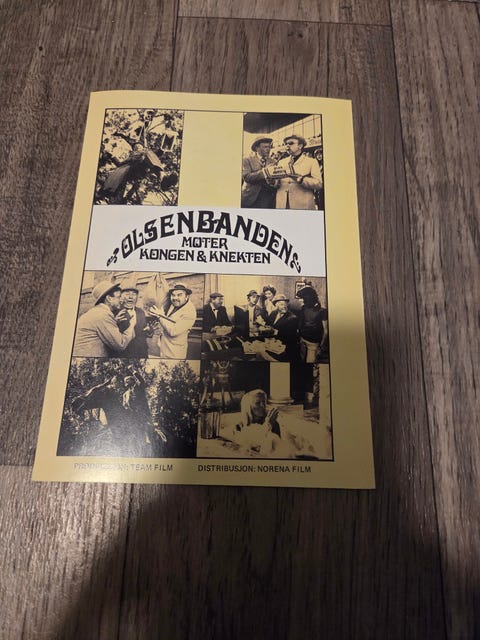 OLSENBANDEN
MØTER
KONGEN & KNEKTEN
PRODUKSJON: TEAM FILM DISTRIBUSJON: NORENA FILM